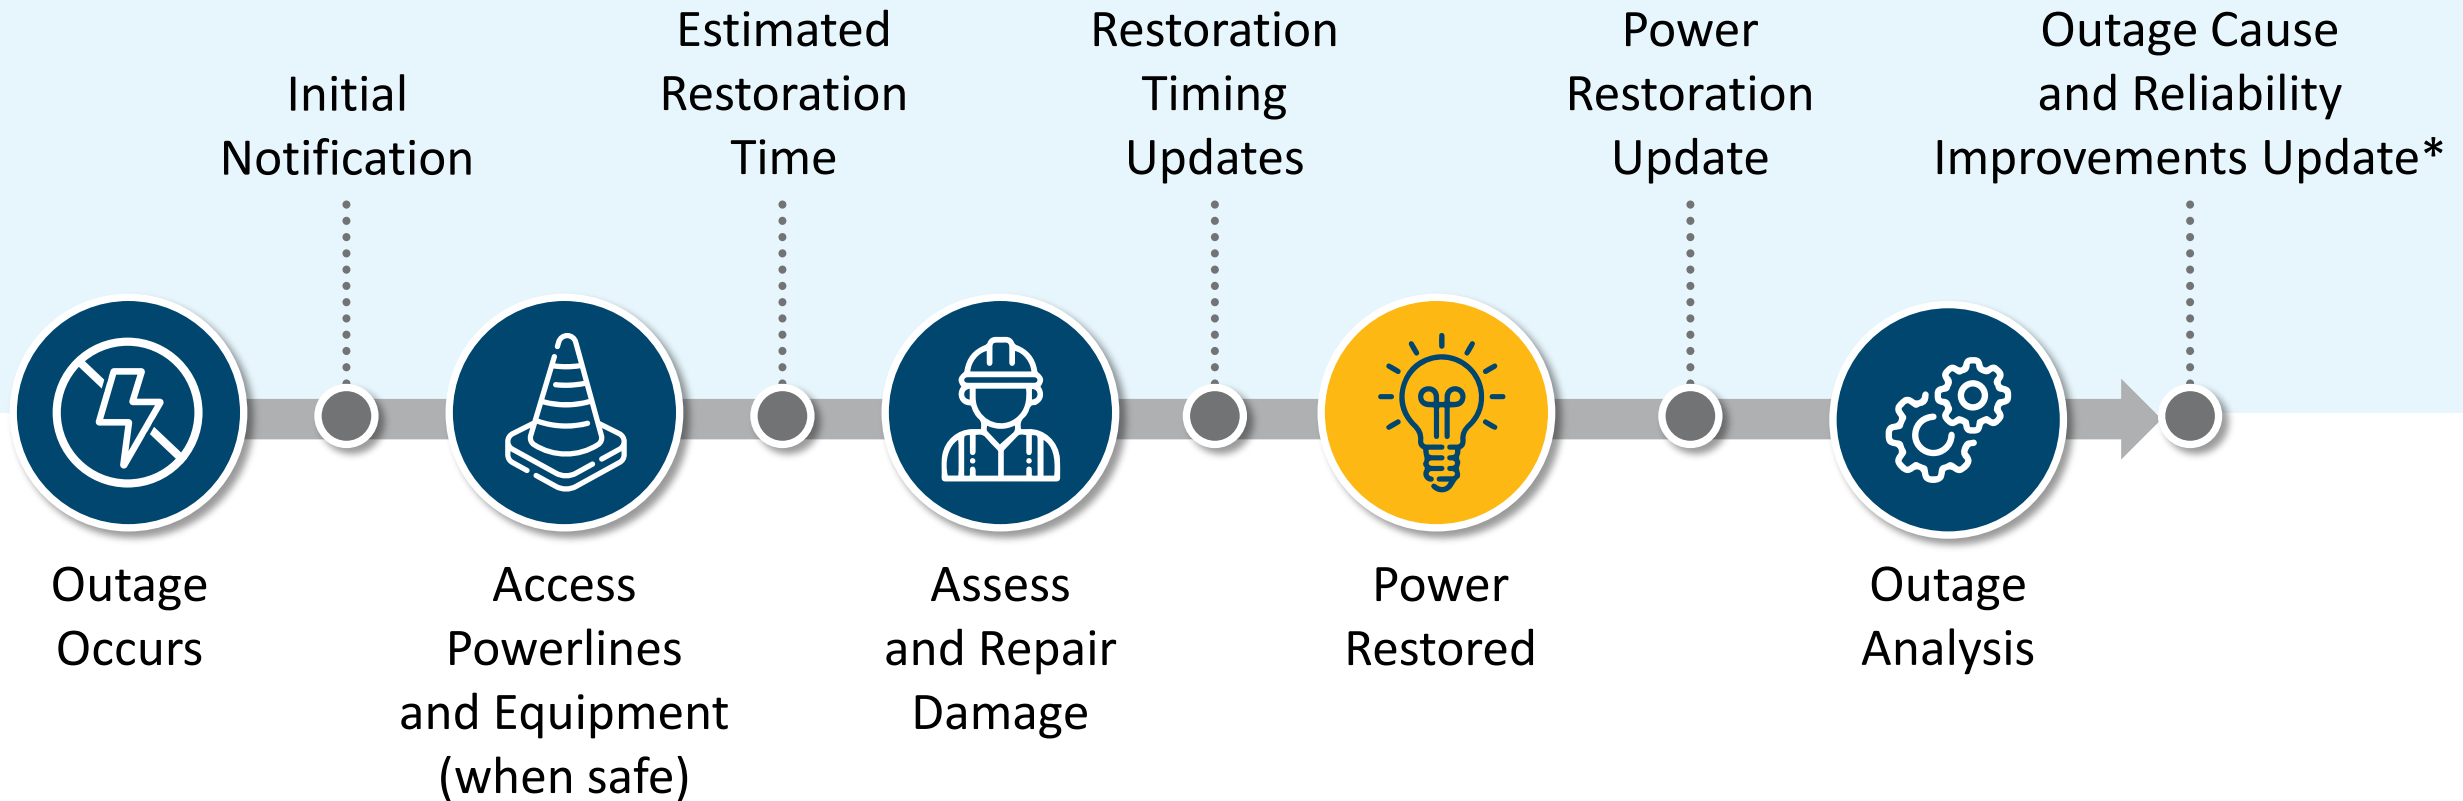 Initial
Notification
Estimated
Restoration
Time
Restoration
Timing
Updates
Power
Restoration
Update
Outage Cause
and Reliability
Improvements Update*
Outage
Occurs
Access
Powerlines
and Equipment
(when safe)
Assess
and Repair
Damage
Power
Restored
Outage
Analysis